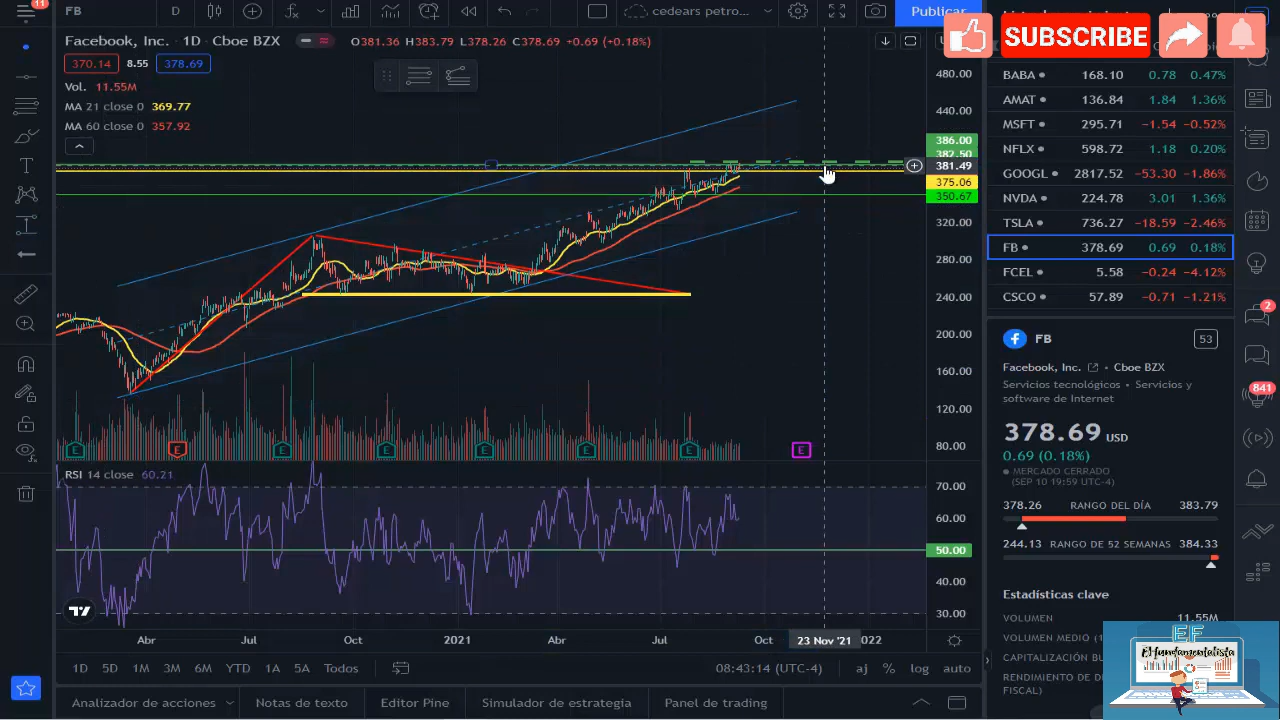 11
FB
D
cedears petro...
Publicar
SUBSCRIBE
Facebook, Inc. · 1D · Cboe BZX
O381.36 H383.79 L378.26 C378.69 +0.69 (+0.18%)
370.14 8.55 378.69
Vol. 11.55M
MA 21 close 0 369.77
MA 60 close 0 357.92
480.00
440.00
386.00
382.50
381.49
375.06
350.67
320.00
280.00
240.00
200.00
160.00
120.00
80.00
E E E E E E E E
RSI 14 close 60.21
70.00
60.00
50.00
40.00
30.00
Abr Jul Oct 2021 Abr Jul Oct 23 Nov '21 022
1D 5D 1M 3M 6M YTD 1A 5A Todos
08:43:14 (UTC-4)
aj % log auto
Analizador de acciones
Notas de texto
Editor Pine
Panel de trading
BABA 168.10 0.78 0.47%
AMAT 136.84 1.84 1.36%
MSFT 295.71 −1.54 −0.52%
NFLX 598.72 1.18 0.20%
GOOGL 2817.52 −53.30 −1.86%
NVDA 224.78 3.01 1.36%
TSLA 736.27 −18.59 −2.46%
FB 378.69 0.69 0.18%
FCEL 5.58 −0.24 −4.12%
CSCO 57.89 −0.71 −1.21%
FB
53
Facebook, Inc. • Cboe BZX
Servicios tecnológicos • Servicios y
software de Internet
378.69 USD
0.69 (0.18%)
MERCADO CERRADO
(SEP 10 19:59 UTC-4)
378.26 RANGO DEL DÍA 383.79
244.13 RANGO DE 52 SEMANAS 384.33
Estadísticas clave
VOLUMEN 11.55M
VOLUMEN MEDIO (1
CAPITALIZACIÓN BU
RENDIMIENTO DE D
FISCAL)
2
841
EF
El Fundamentalista